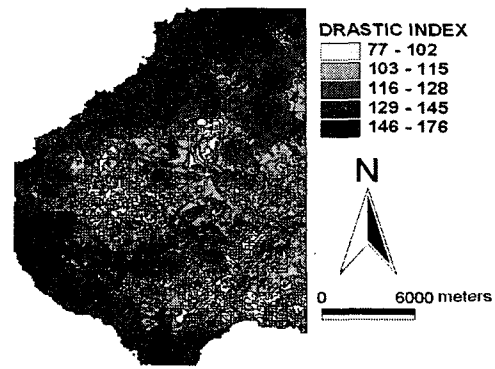 DRASTIC INDEX
77 - 102
103 - 115
116 - 128
129 - 145
146 - 176
N
0 6000 meters